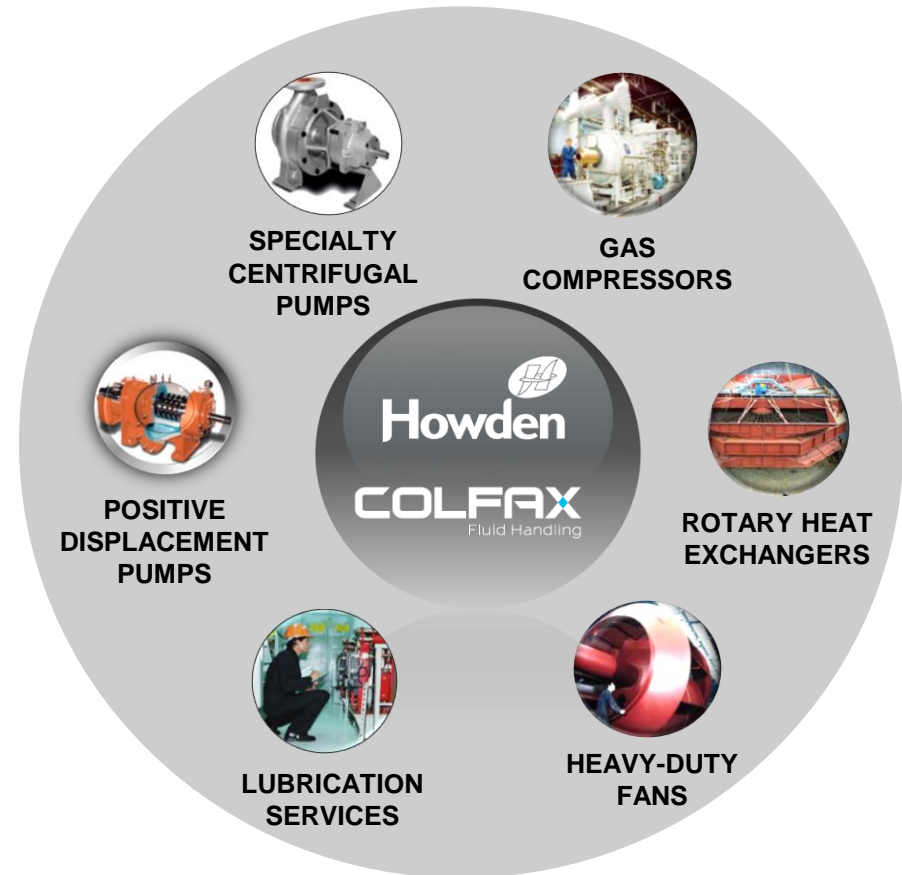 SPECIALTY
CENTRIFUGAL
PUMPS
GAS
COMPRESSORS
Howden
COLFAX
Fluid Handling
POSITIVE
DISPLACEMENT
PUMPS
ROTARY HEAT
EXCHANGERS
LUBRICATION
SERVICES
HEAVY-DUTY
FANS